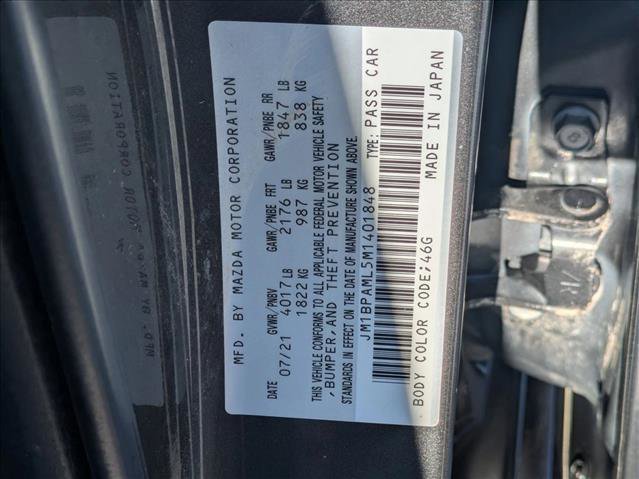 MFD. BY MAZDA MOTOR CORPORATION
DATE GVWR/PNBV GAWR/PNBE FRT GAWR/PNBE RR
07/21 4017 LB 2176 LB 1847 LB
1822 KG 987 KG 838 KG
THIS VEHICLE CONFORMS TO ALL APPLICABLE FEDERAL MOTOR VEHICLE SAFETY
, BUMPER, AND THEFT PREVENTION
STANDARDS IN EFFECT ON THE DATE OF MANUFACTURE SHOWN ABOVE.
JM1BPAML5M1401848 TYPE: PASS CAR
BODY COLOR CODE;46G MADE IN JAPAN